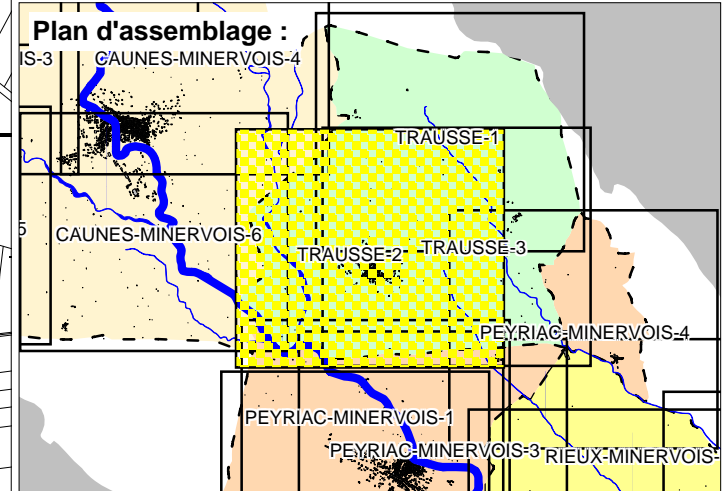 Plan d'assemblage :
IS-3
CAUNES-MINERVOIS-4
TRAUSSE-1
5
CAUNES-MINERVOIS-6
TRAUSSE-2
TRAUSSE-3
PEYRIAC-MINERVOIS-4
PEYRIAC-MINERVOIS-1
PEYRIAC-MINERVOIS-3
RIEUX-MINERVOIS-